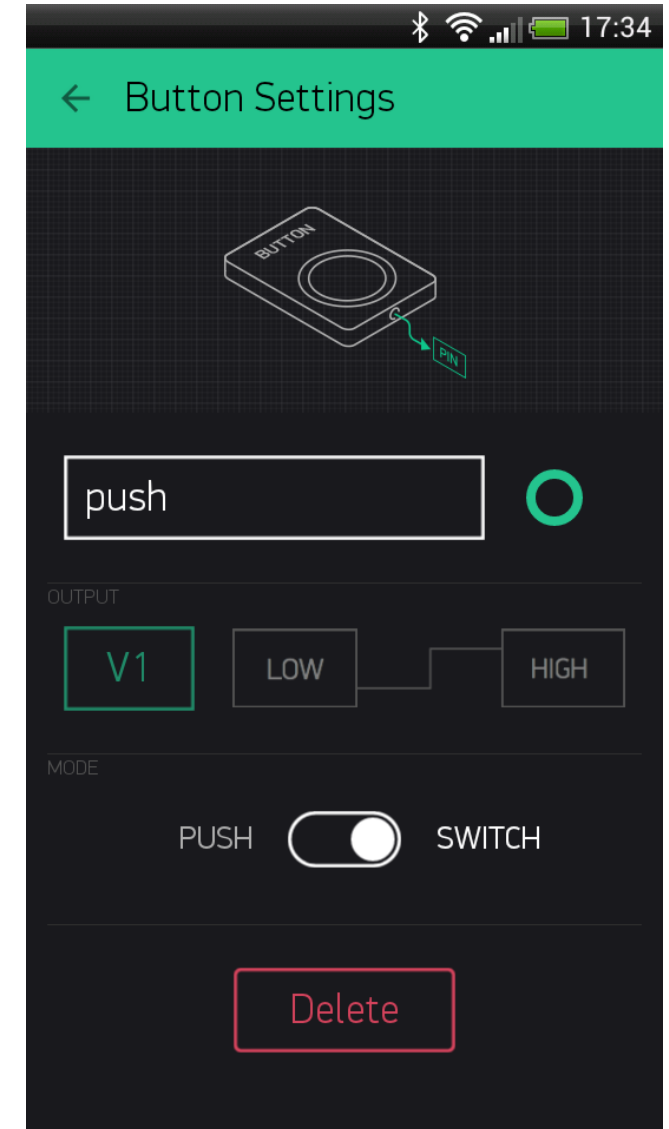 17:34
Button Settings
BUTTON
PIN
push
OUTPUT
V1 LOW HIGH
MODE
PUSH SWITCH
Delete